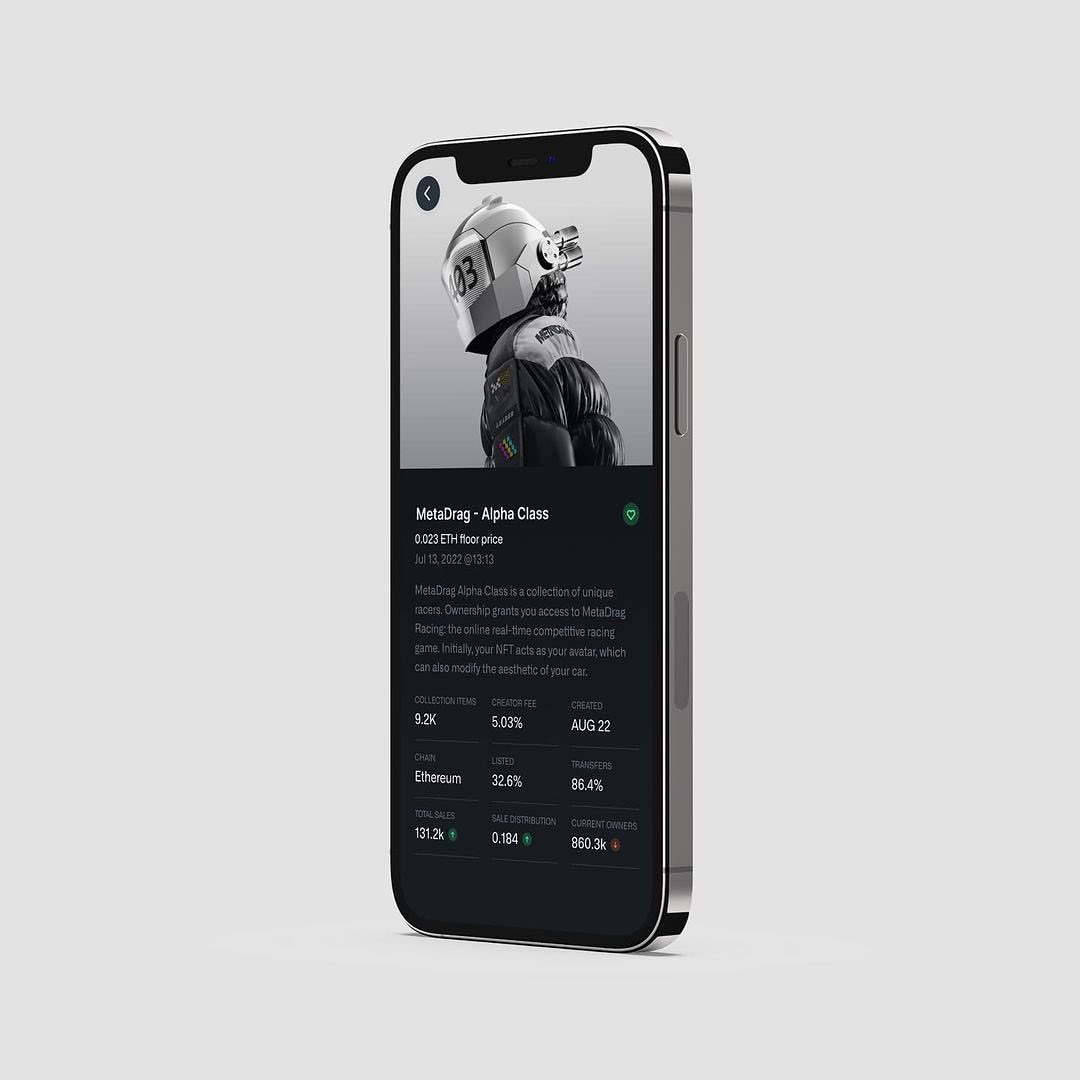 403
METADRAG
LOADED
MetaDrag - Alpha Class
0.023 ETH floor price
Jul 13, 2022 @13:13
MetaDrag Alpha Class is a collection of unique
racers. Ownership grants you access to MetaDrag
Racing: the online real-time competitive racing
game. Initially, your NFT acts as your avatar, which
can also modify the aesthetic of your car.
COLLECTION ITEMS CREATOR FEE CREATED
9.2K 5.03% AUG 22
CHAIN LISTED TRANSFERS
Ethereum 32.6% 86.4%
TOTAL SALES SALE DISTRIBUTION CURRENT OWNERS
131.2k 0.184 860.3k